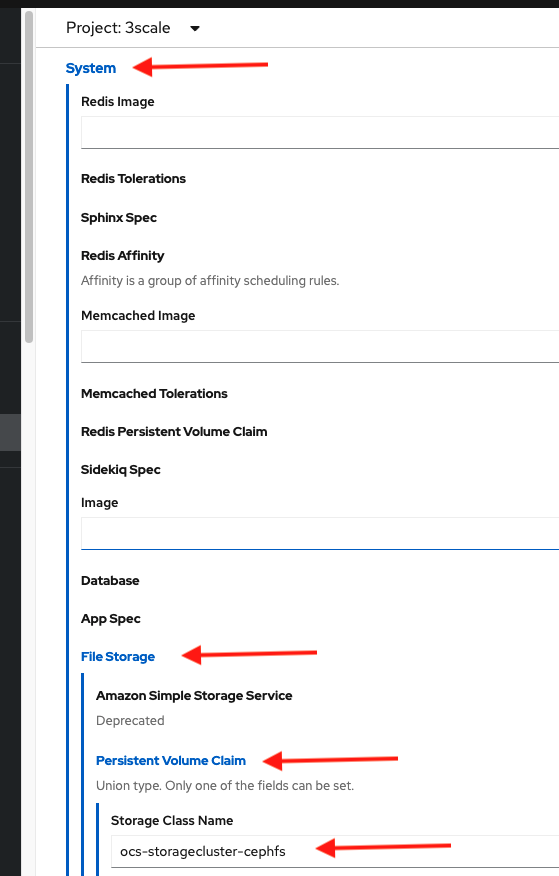 Project: 3scale
System
Redis Image
Redis Tolerations
Sphinx Spec
Redis Affinity
Affinity is a group of affinity scheduling rules.
Memcached Image
Memcached Tolerations
Redis Persistent Volume Claim
Sidekiq Spec
Image
Database
App Spec
File Storage
Amazon Simple Storage Service
Deprecated
Persistent Volume Claim
Union type. Only one of the fields can be set.
Storage Class Name
ocs-storagecluster-cephfs